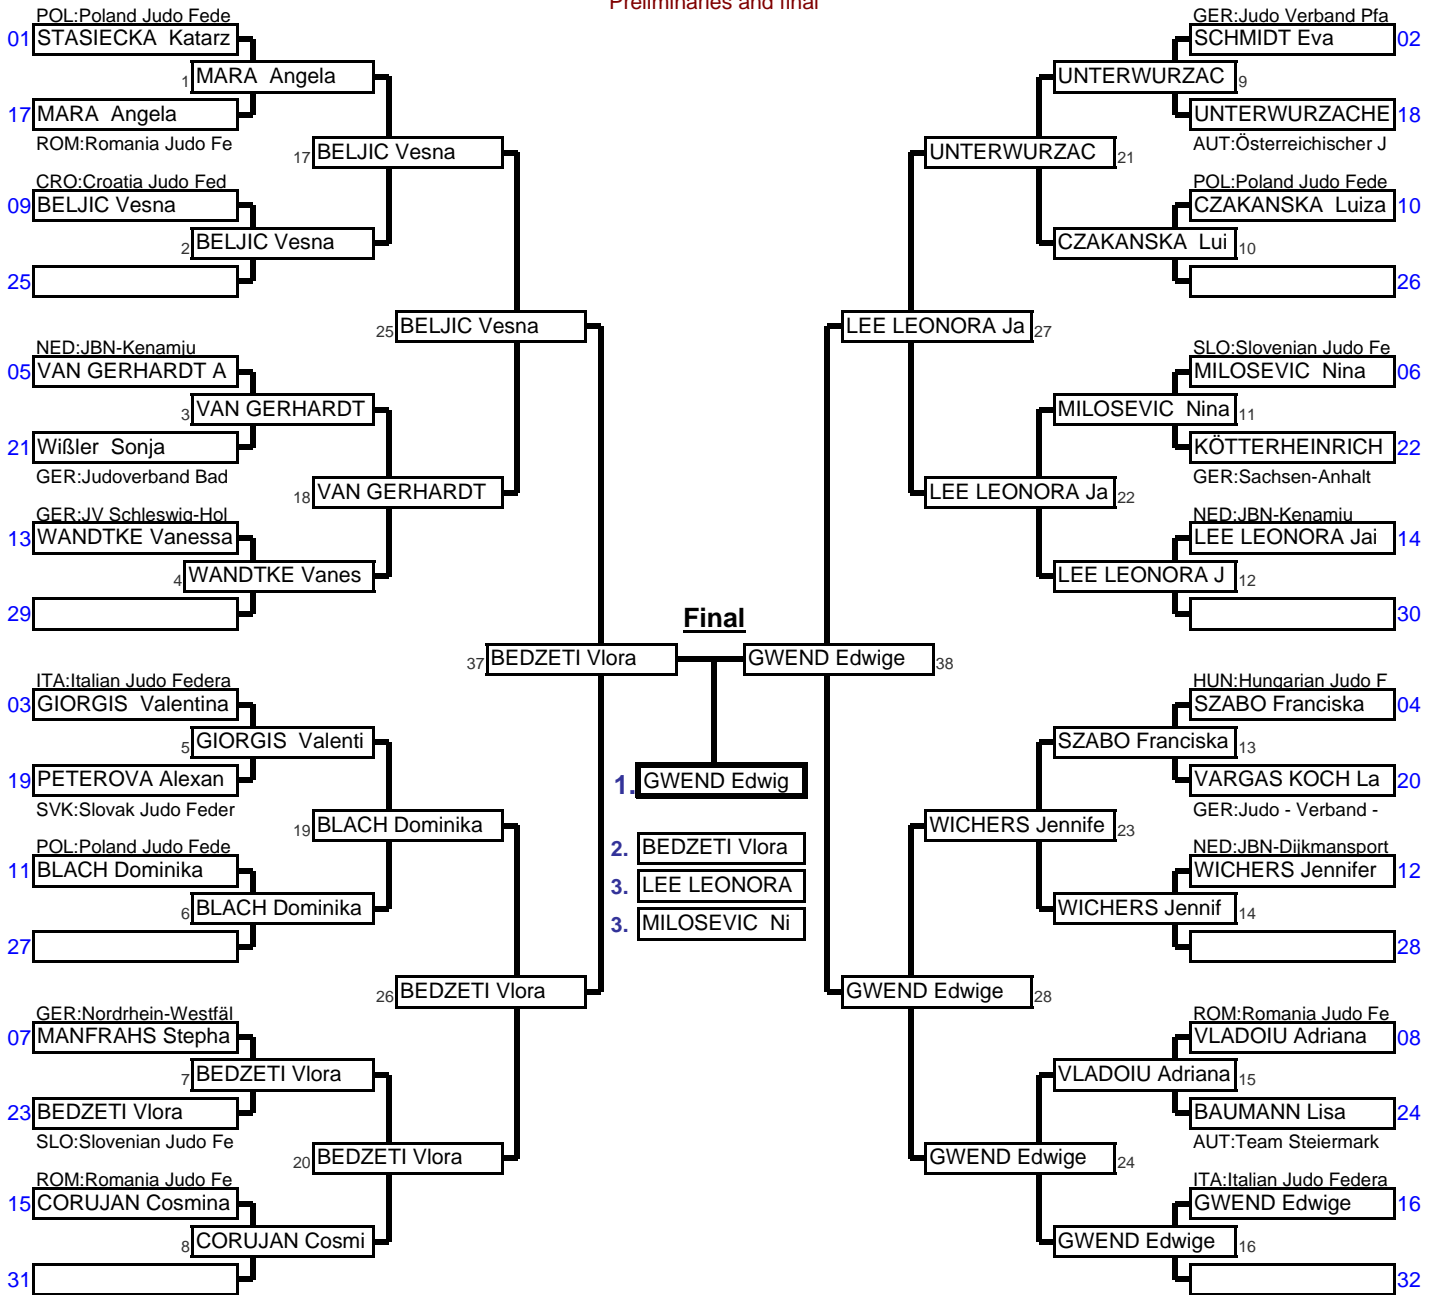 Preliminaries and final
POL:Poland Judo Fede
01 STASIECKA  Katarz
1 MARA  Angela
17 MARA  Angela
ROM:Romania Judo Fe
17 BELJIC Vesna
CRO:Croatia Judo Fed
09 BELJIC Vesna
2 BELJIC Vesna
25
25 BELJIC Vesna
NED:JBN-Kenamju
05 VAN GERHARDT A
3 VAN GERHARDT
21 Wißler  Sonja
GER:Judoverband Bad
18 VAN GERHARDT
GER:JV Schleswig-Hol
13 WANDTKE Vanessa
4 WANDTKE Vanes
29
37 BEDZETI Vlora
ITA:Italian Judo Federa
03 GIORGIS  Valentina
5 GIORGIS  Valenti
19 PETEROVA Alexan
SVK:Slovak Judo Feder
19 BLACH Dominika
POL:Poland Judo Fede
11 BLACH Dominika
6 BLACH Dominika
27
26 BEDZETI Vlora
GER:Nordrhein-Westfäl
07 MANFRAHS Stepha
7 BEDZETI Vlora
23 BEDZETI Vlora
SLO:Slovenian Judo Fe
20 BEDZETI Vlora
ROM:Romania Judo Fe
15 CORUJAN Cosmina
8 CORUJAN Cosmi
31
Final
1. GWEND Edwig
2. BEDZETI Vlora
3. LEE LEONORA
3. MILOSEVIC  Ni
GER:Judo Verband Pfa
SCHMIDT Eva 02
UNTERWURZAC 9
UNTERWURZACHE 18
AUT:Österreichischer J
UNTERWURZAC 21
POL:Poland Judo Fede
CZAKANSKA  Luiza 10
CZAKANSKA  Lui 10
26
LEE LEONORA Ja 27
SLO:Slovenian Judo Fe
MILOSEVIC  Nina 06
MILOSEVIC  Nina 11
KÖTTERHEINRICH 22
GER:Sachsen-Anhalt
LEE LEONORA Ja 22
NED:JBN-Kenamju
LEE LEONORA Jai 14
LEE LEONORA J 12
30
GWEND Edwige 38
HUN:Hungarian Judo F
SZABO Franciska 04
SZABO Franciska 13
VARGAS KOCH La 20
GER:Judo - Verband -
WICHERS Jennife 23
NED:JBN-Dijkmansport
WICHERS Jennifer 12
WICHERS Jennif 14
28
GWEND Edwige 28
ROM:Romania Judo Fe
VLADOIU Adriana 08
VLADOIU Adriana 15
BAUMANN Lisa 24
AUT:Team Steiermark
GWEND Edwige 24
ITA:Italian Judo Federa
GWEND Edwige 16
GWEND Edwige 16
32